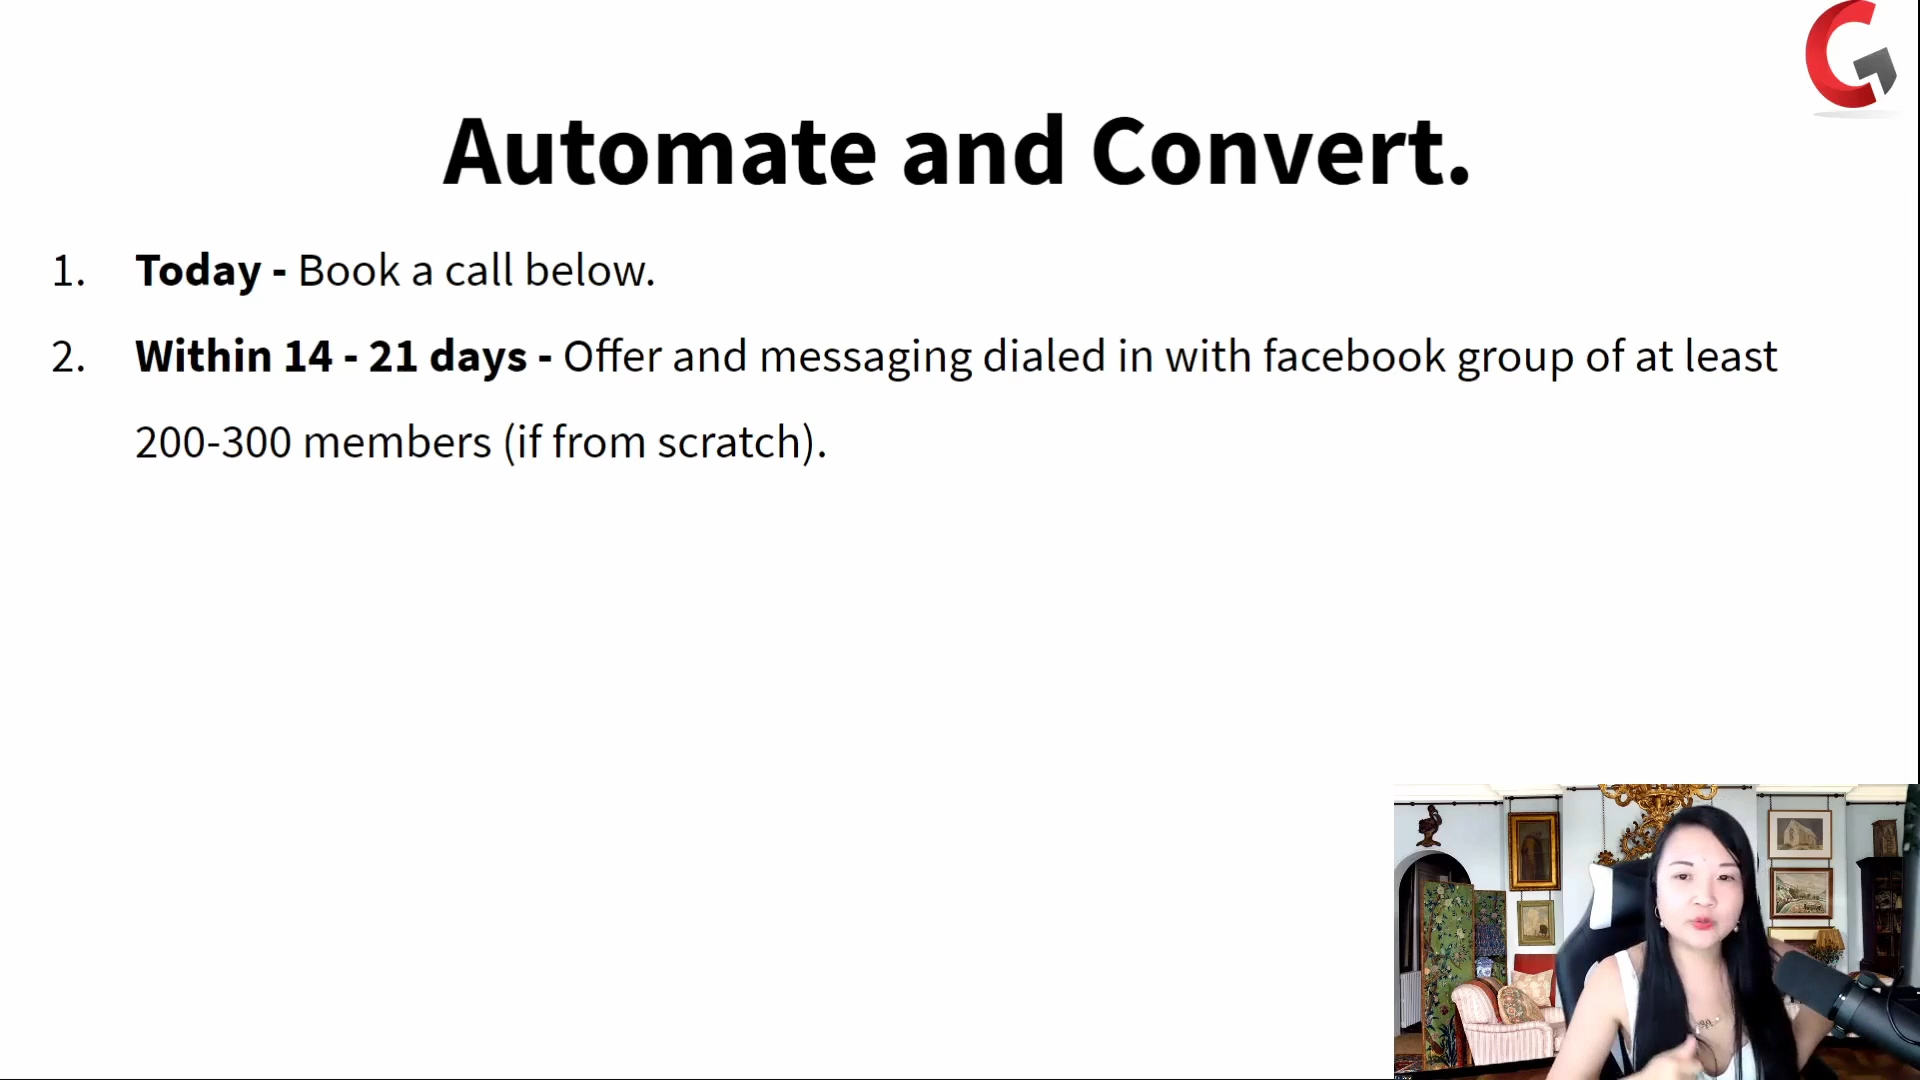 Automate and Convert.
1. Today - Book a call below.
2. Within 14 - 21 days - Offer and messaging dialed in with facebook group of at least
200-300 members (if from scratch).